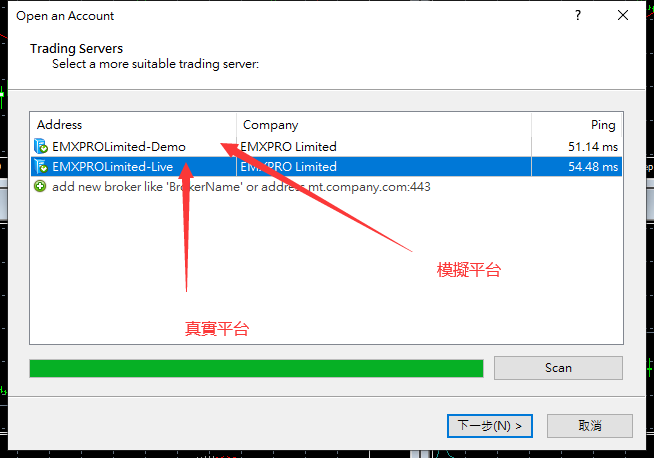 Open an Account
Trading Servers
Select a more suitable trading server:
Address Company Ping
EMXPROLimited-Demo EMXPRO Limited 51.14 ms
EMXPROLimited-Live EMXPRO Limited 54.48 ms
add new broker like 'BrokerName' or address.mt.company.com:443
模擬平台
真實平台
Scan
下一步(N) >
取消